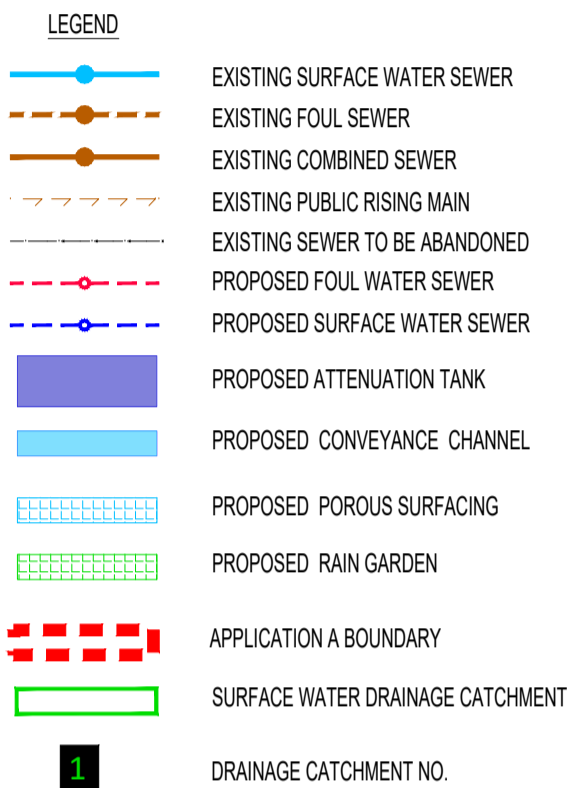 LEGEND
EXISTING SURFACE WATER SEWER
EXISTING FOUL SEWER
EXISTING COMBINED SEWER
EXISTING PUBLIC RISING MAIN
EXISTING SEWER TO BE ABANDONED
PROPOSED FOUL WATER SEWER
PROPOSED SURFACE WATER SEWER
PROPOSED ATTENUATION TANK
PROPOSED CONVEYANCE CHANNEL
PROPOSED POROUS SURFACING
PROPOSED RAIN GARDEN
APPLICATION A BOUNDARY
SURFACE WATER DRAINAGE CATCHMENT
1 DRAINAGE CATCHMENT NO.